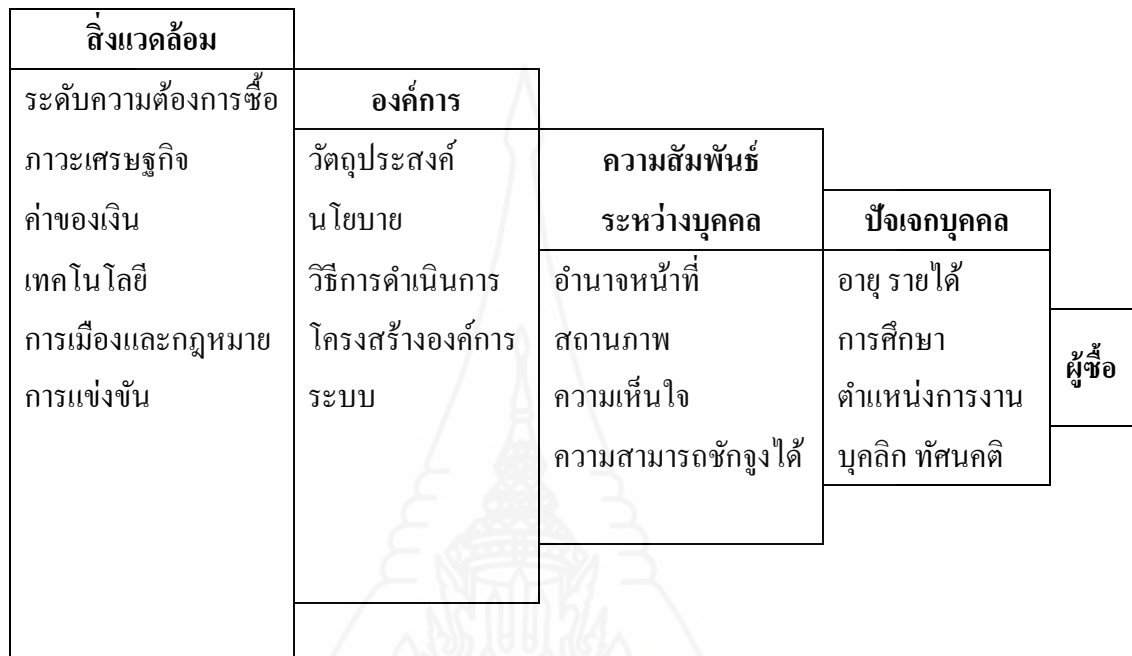 สิ่งแวดล้อม
ระดับความต้องการซื้อ
ภาวะเศรษฐกิจ
ค่าของเงิน
เทคโนโลยี
การเมืองและกฎหมาย
การแข่งขัน
องค์การ
วัตถุประสงค์
นโยบาย
วิธีการดำเนินการ
โครงสร้างองค์การ
ระบบ
ความสัมพันธ์
ระหว่างบุคคล
อำนาจหน้าที่
สถานภาพ
ความเห็นใจ
ความสามารถชักจูงได้
ปัจเจกบุคคล
อายุ รายได้
การศึกษา
ตำแหน่งการงาน
บุคลิก ทัศนคติ
ผู้ซื้อ